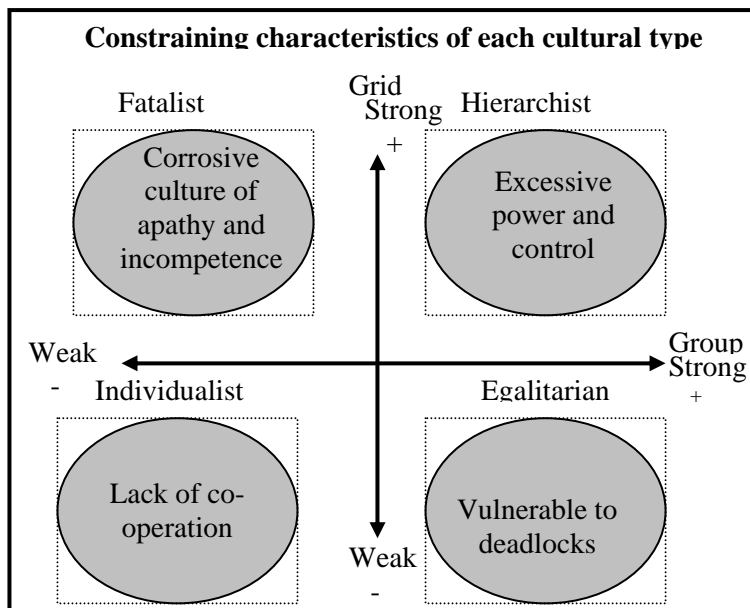 Constraining characteristics of each cultural type
Fatalist
Grid
Strong
+
Hierarchist
Corrosive
culture of
apathy and
incompetence
Excessive
power and
control
Weak
-
Group
Strong
+
Individualist
Egalitarian
Lack of co-
operation
Vulnerable to
deadlocks
Weak
-